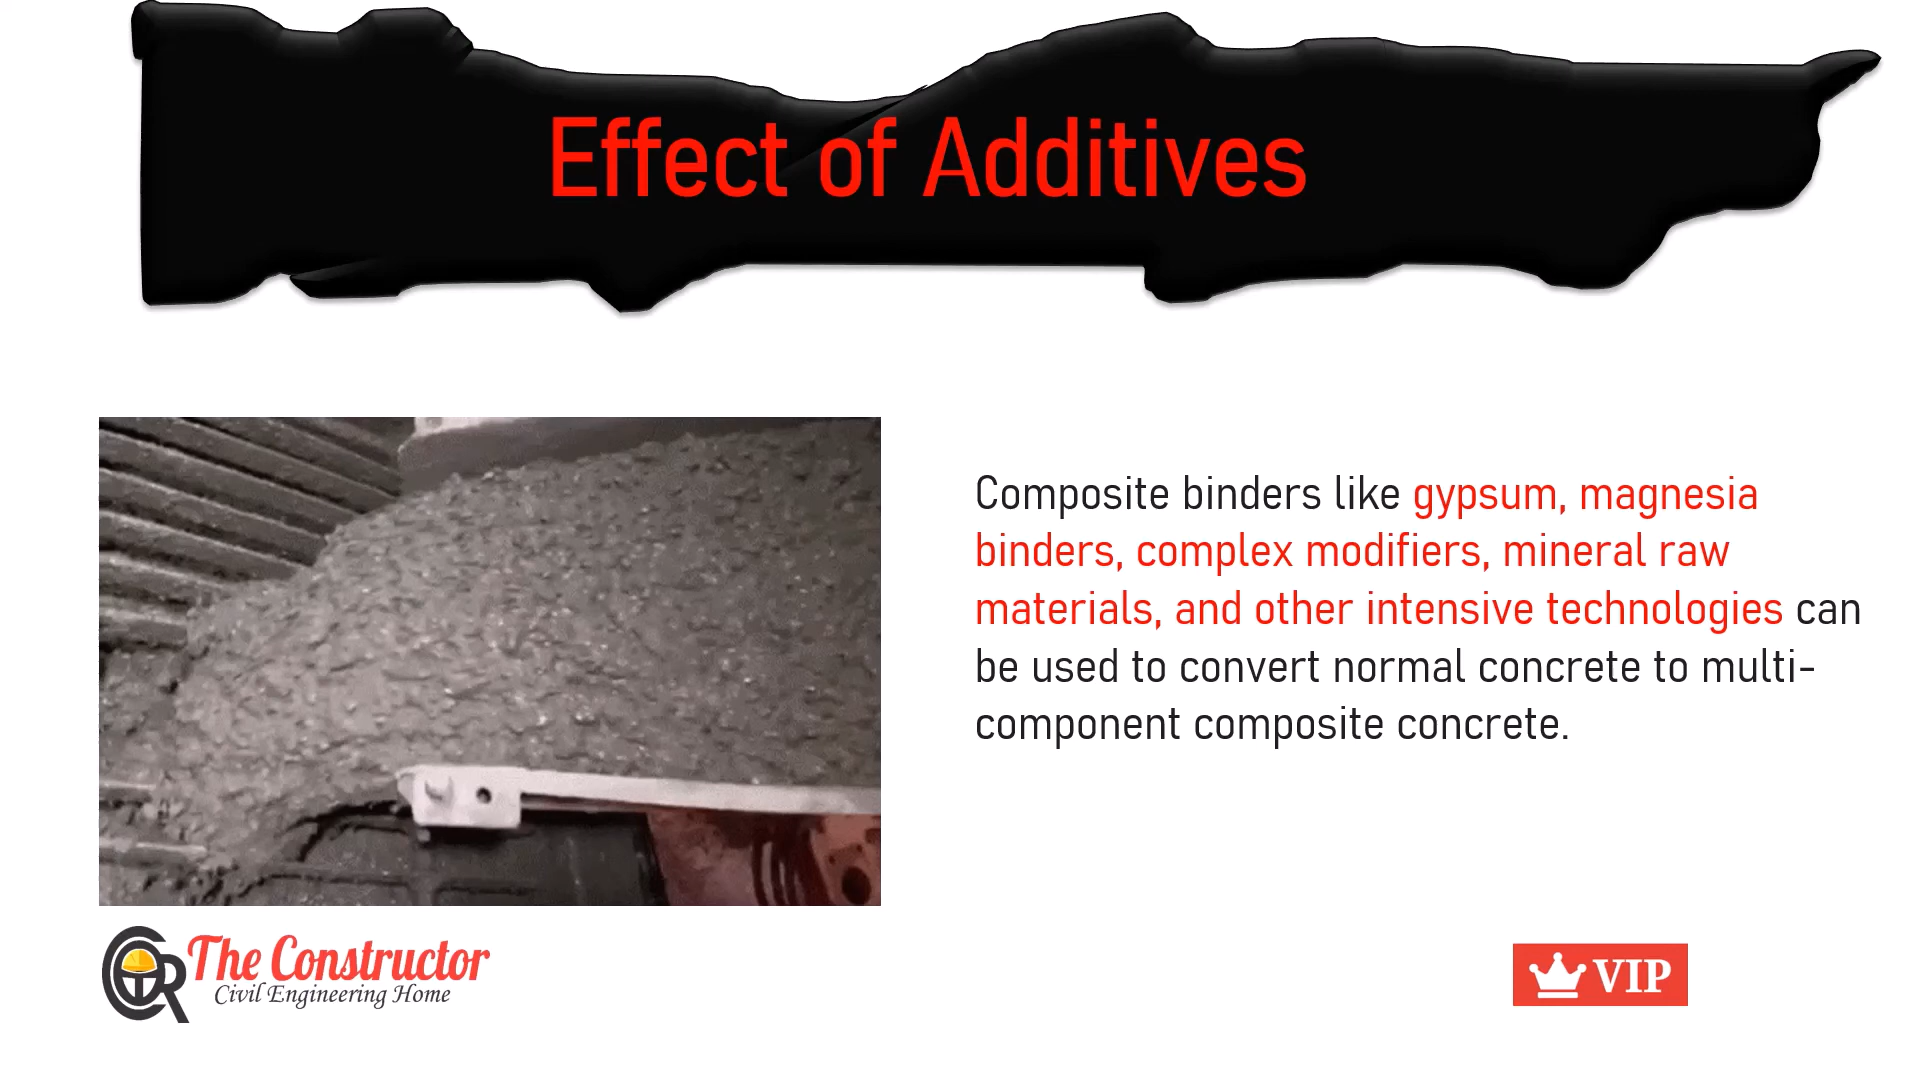 Effect of Additives
Composite binders like gypsum, magnesia
binders, complex modifiers, mineral raw
materials, and other intensive technologies can
be used to convert normal concrete to multi-
component composite concrete.
The Constructor
Civil Engineering Home
VIP